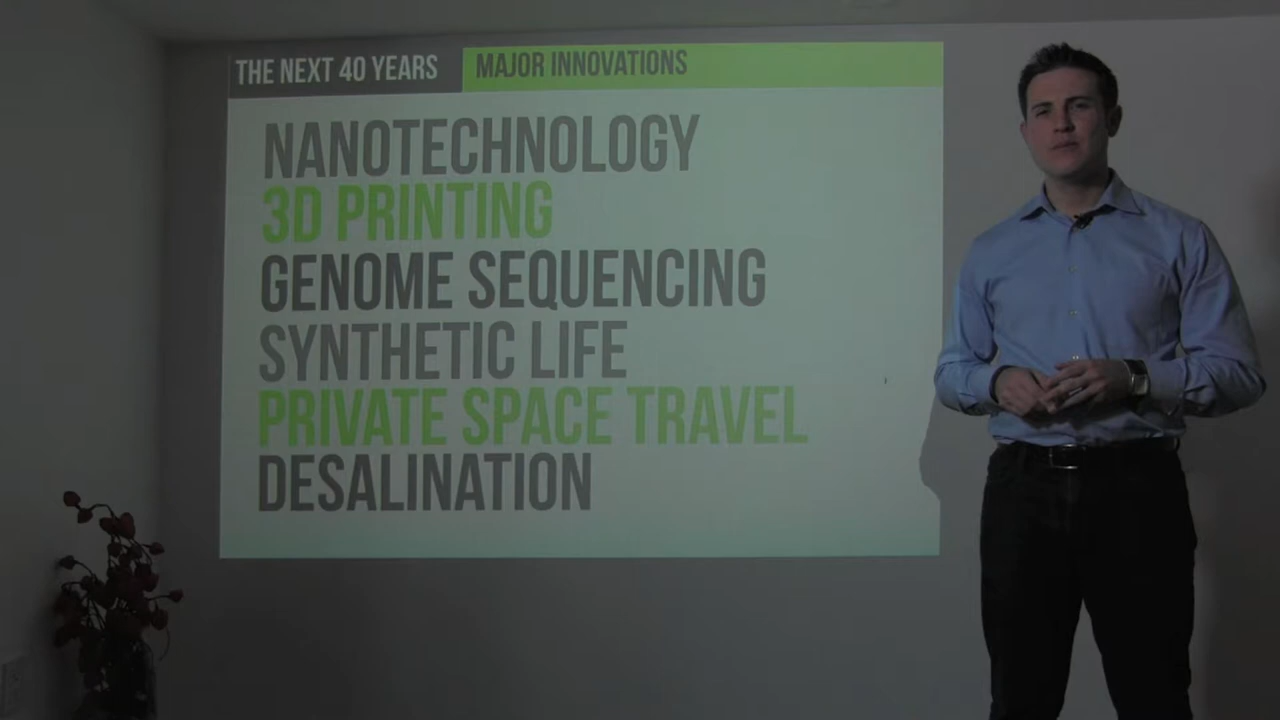 THE NEXT 40 YEARS MAJOR INNOVATIONS
NANOTECHNOLOGY
3D PRINTING
GENOME SEQUENCING
SYNTHETIC LIFE
PRIVATE SPACE TRAVEL
DESALINATION